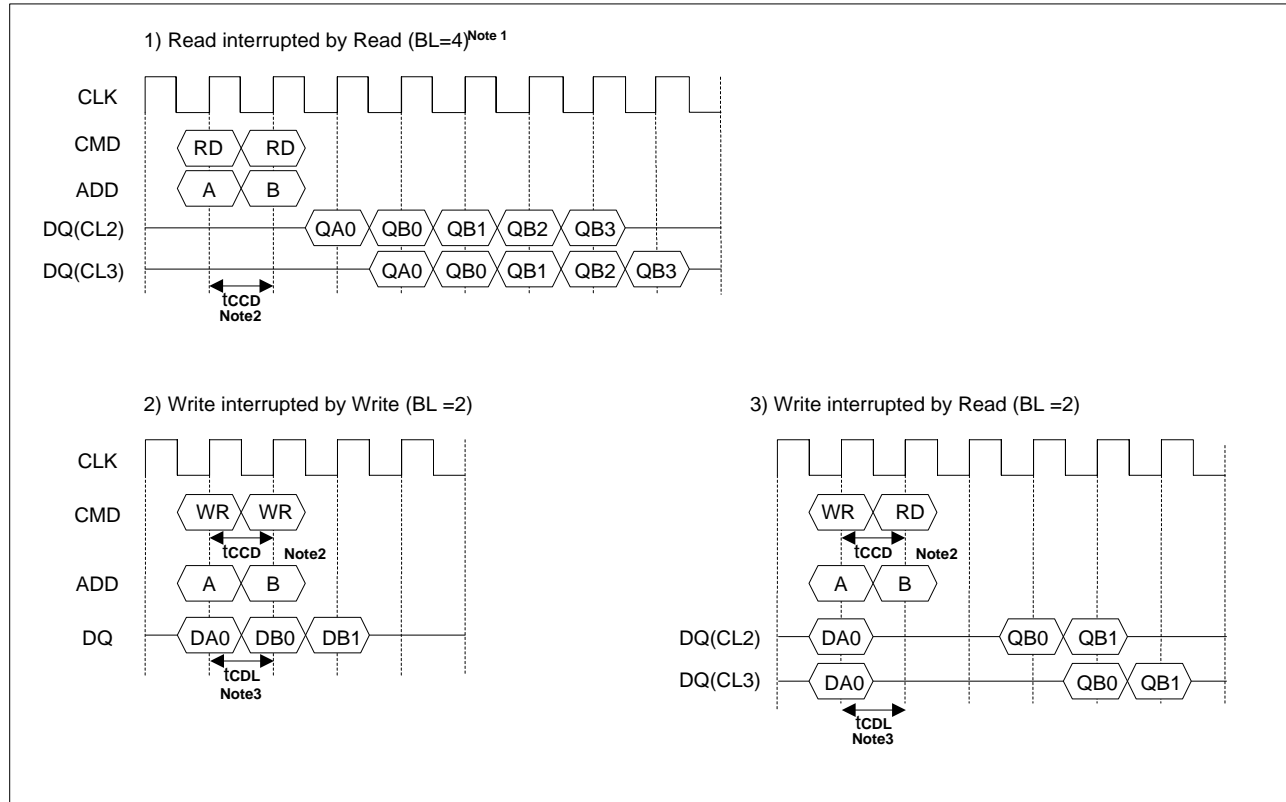 1) Read interrupted by Read (BL=4)Note 1
CLK
CMD RD RD
ADD A B
DQ(CL2) QA0 QB0 QB1 QB2 QB3
DQ(CL3) QA0 QB0 QB1 QB2 QB3
tCCD
Note2
2) Write interrupted by Write (BL =2)
CLK
CMD WR WR
tCCD Note2
ADD A B
DQ DA0 DB0 DB1
tCDL
Note3
3) Write interrupted by Read (BL =2)
WR RD
tCCD Note2
A B
DQ(CL2) DA0 QB0 QB1
DQ(CL3) DA0 QB0 QB1
tCDL
Note3